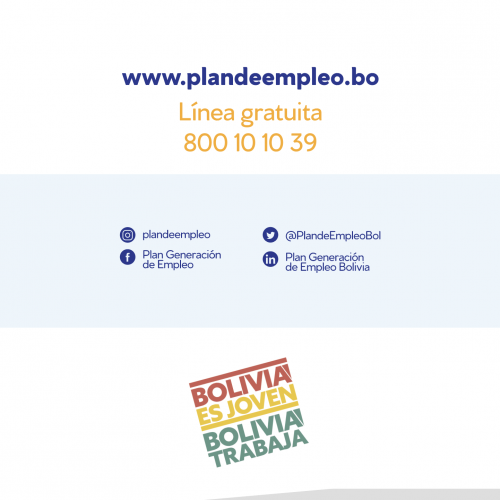 www.plandeempleo.bo
Línea gratuita
800 10 10 39
plandeempleo
@PlandeEmpleoBol
Plan Generación
de Empleo
Plan Generación
de Empleo Bolivia
BOLIVIA
ES JOVEN
BOLIVIA
TRABAJA